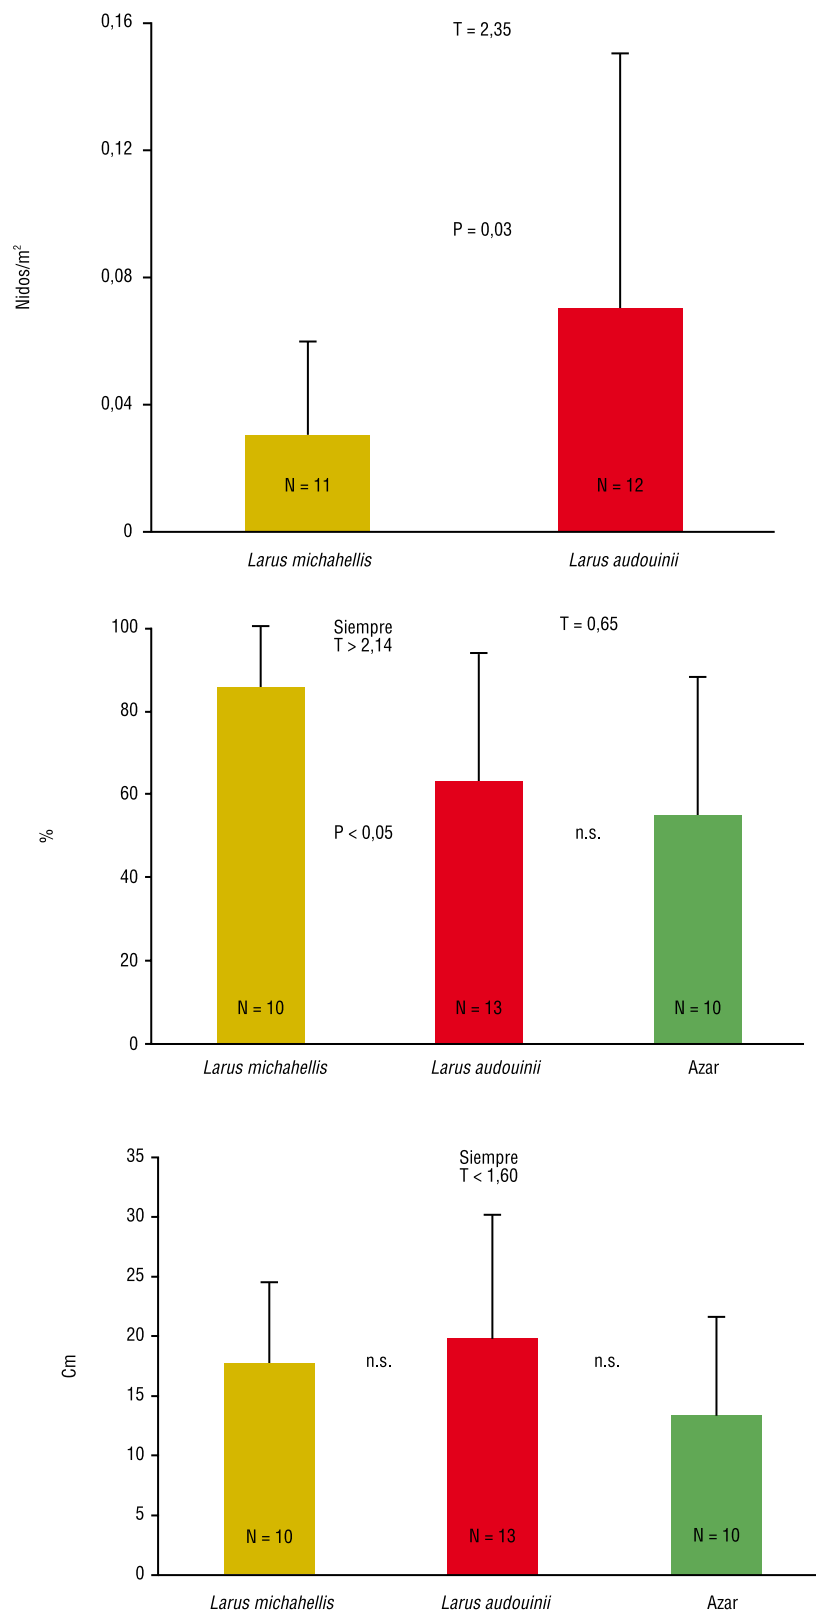 0,16
T = 2,35
0,12
P = 0,03
Nidos/m²
0,08
0,04
N = 11
N = 12
0
Larus michahellis
Larus audouinii
100
Siempre
T > 2,14
T = 0,65
80
60
%
P < 0,05
n.s.
40
20
N = 10
N = 13
N = 10
0
Larus michahellis
Larus audouinii
Azar
35
Siempre
T < 1,60
30
25
20
Cm
n.s.
n.s.
15
10
5
N = 10
N = 13
N = 10
0
Larus michahellis
Larus audouinii
Azar